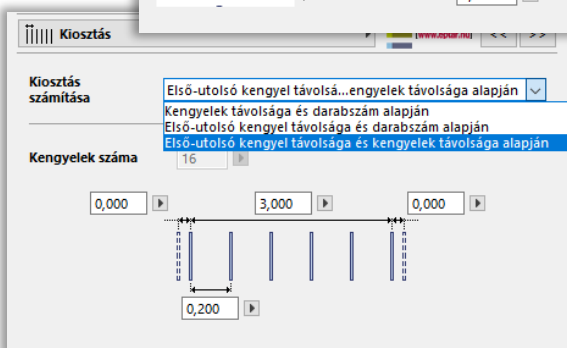 Kiosztás
[www.eptar.hu]
<< >>
Kiosztás
számítása
Első-utolsó kengyel távolsá...engyelek távolsága alapján
Kengyelek távolsága és darabszám alapján
Első-utolsó kengyel távolsága és darabszám alapján
Első-utolsó kengyel távolsága és kengyelek távolsága alapján
Kengyelek száma
16
0,000 3,000 0,000
0,200